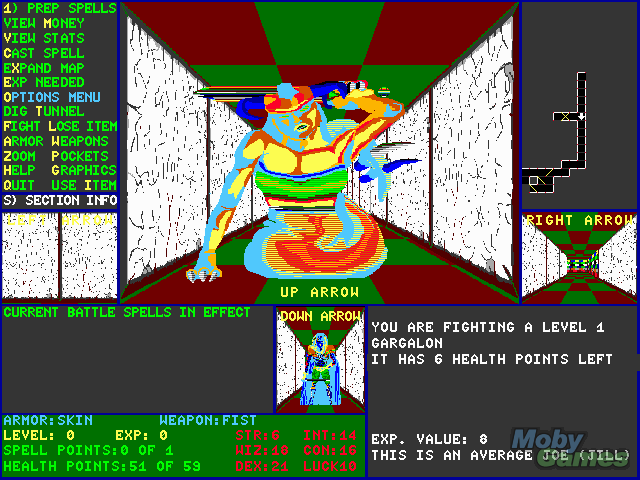 1) PREP SPELLS
VIEW MONEY
VIEW STATS
CAST SPELL
EXPAND MAP
EXP NEEDED
OPTIONS MENU
DIG TUNNEL
FIGHT LOSE ITEM
ARMOR WEAPONS
ZOOM POCKETS
HELP GRAPHICS
QUIT USE ITEM
S) SECTION INFO
LEFT ARROW
UP ARROW
RIGHT ARROW
CURRENT BATTLE SPELLS IN EFFECT
DOWN ARROW
YOU ARE FIGHTING A LEVEL 1
GARGALON
IT HAS 6 HEALTH POINTS LEFT
EXP. VALUE: 8
THIS IS AN AVERAGE JOE (JILL)
ARMOR:SKIN WEAPON:FIST
LEVEL: 0 EXP: 0 STR:6 INT:14
SPELL POINTS:0 OF 1 WIZ:10 CON:16
HEALTH POINTS:51 OF 59 DEX:21 LUCK10
Moby
Games